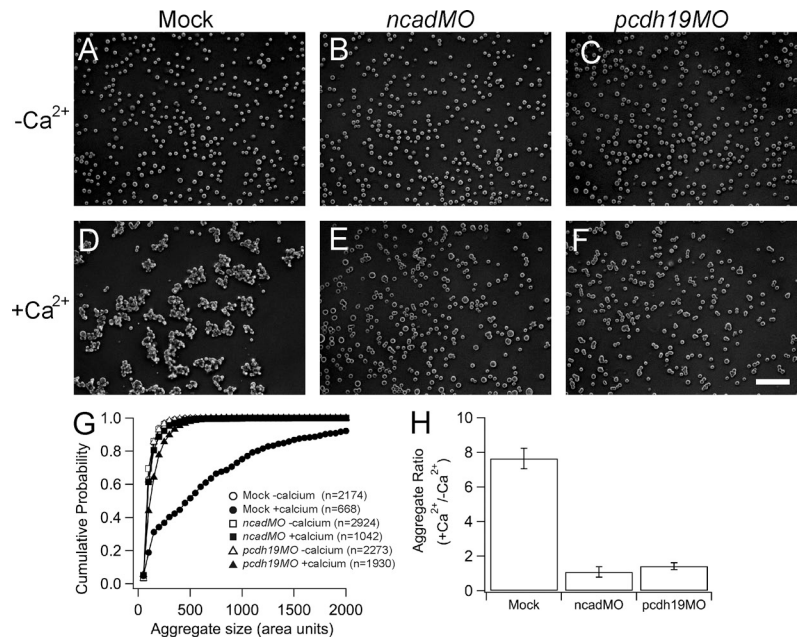 Mock ncadMO pcdh19MO
A B C
-Ca2+
D E F
+Ca2+
G
1.0
0.8
0.6
0.4
0.2
0.0
Cumulative Probability
Mock -calcium (n=2174)
Mock +calcium (n=668)
ncadMO -calcium (n=2924)
ncadMO +calcium (n=1042)
pcdh19MO -calcium (n=2273)
pcdh19MO +calcium (n=1930)
0 500 1000 1500 2000
Aggregate size (area units)
H
10
8
6
4
2
0
Aggregate Ratio
(+Ca2+/-Ca2+)
Mock ncadMO pcdh19MO